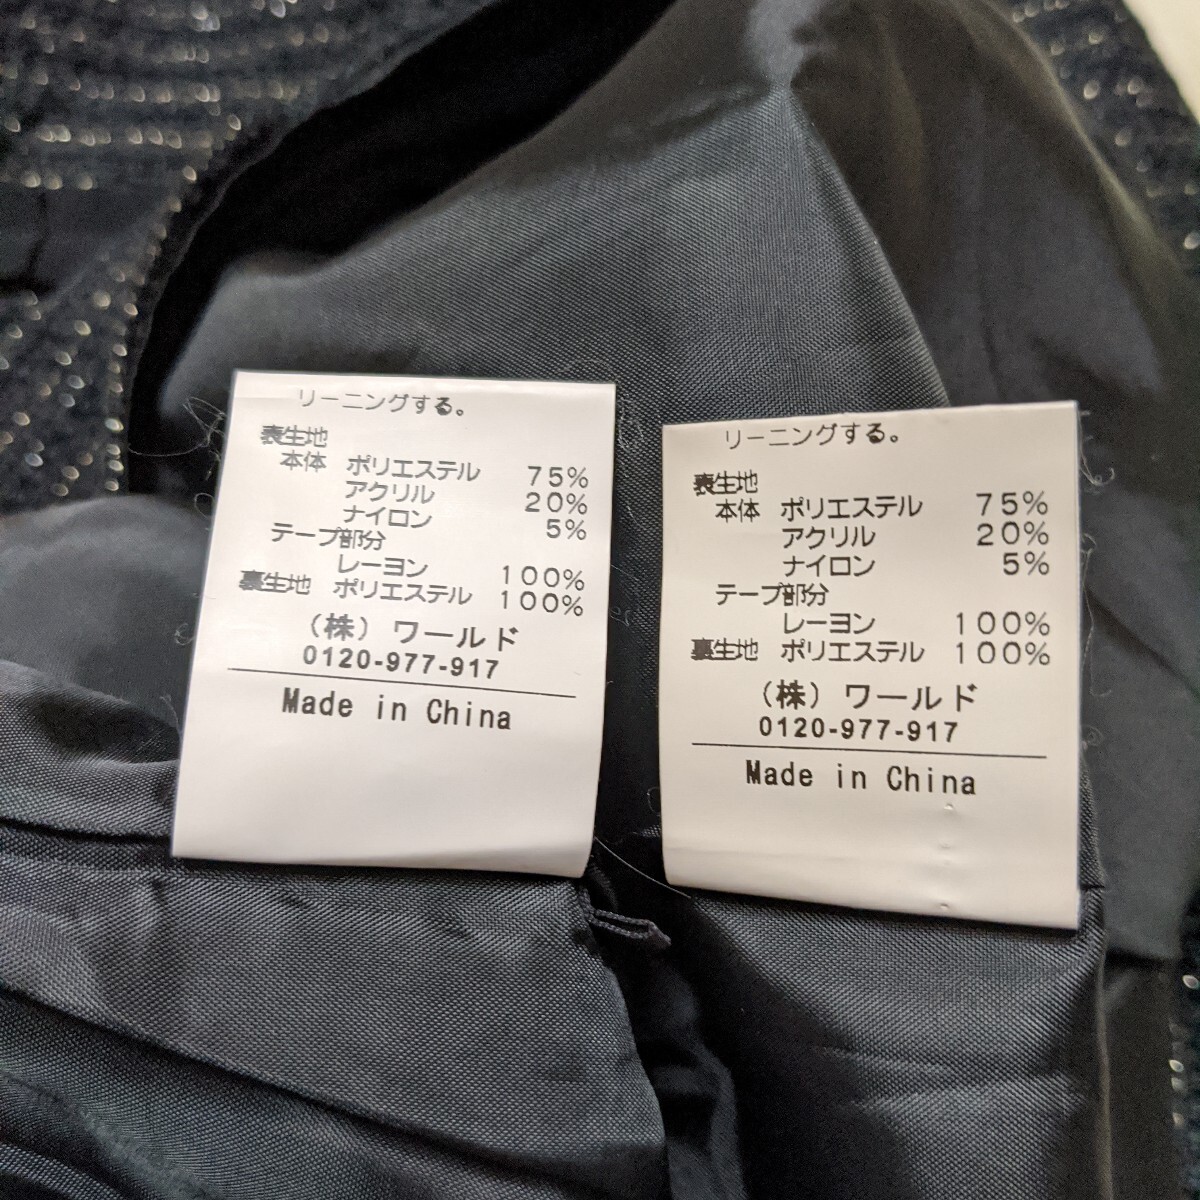 リーニングする。
表生地
本体 ポリエステル 75%
アクリル 20%
ナイロン 5%
テープ部分
レーヨン 100%
裏生地 ポリエステル 100%
(株) ワールド
0120-977-917
Made in China
リーニングする。
表生地
本体 ポリエステル 75%
アクリル 20%
ナイロン 5%
テープ部分
レーヨン 100%
裏生地 ポリエステル 100%
(株) ワールド
0120-977-917
Made in China